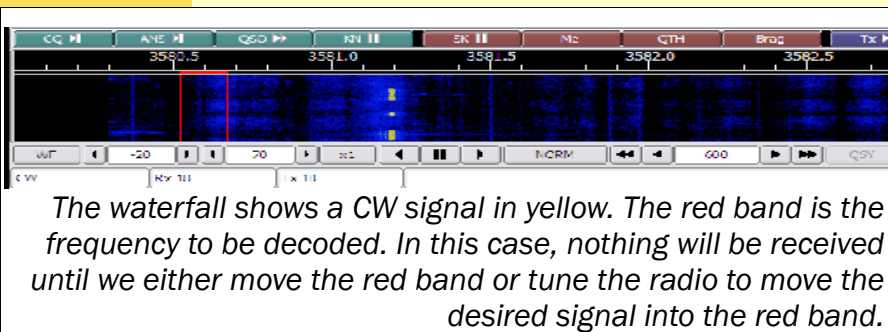 CQ ANS QSO KN SK Me QTH Brag Tx
3580.5 3581.0 3581.5 3582.0 3582.5
WF -20 70 x1 NORM 600 QSY
CW Rx Tx
The waterfall shows a CW signal in yellow. The red band is the
frequency to be decoded. In this case, nothing will be received
until we either move the red band or tune the radio to move the
desired signal into the red band.